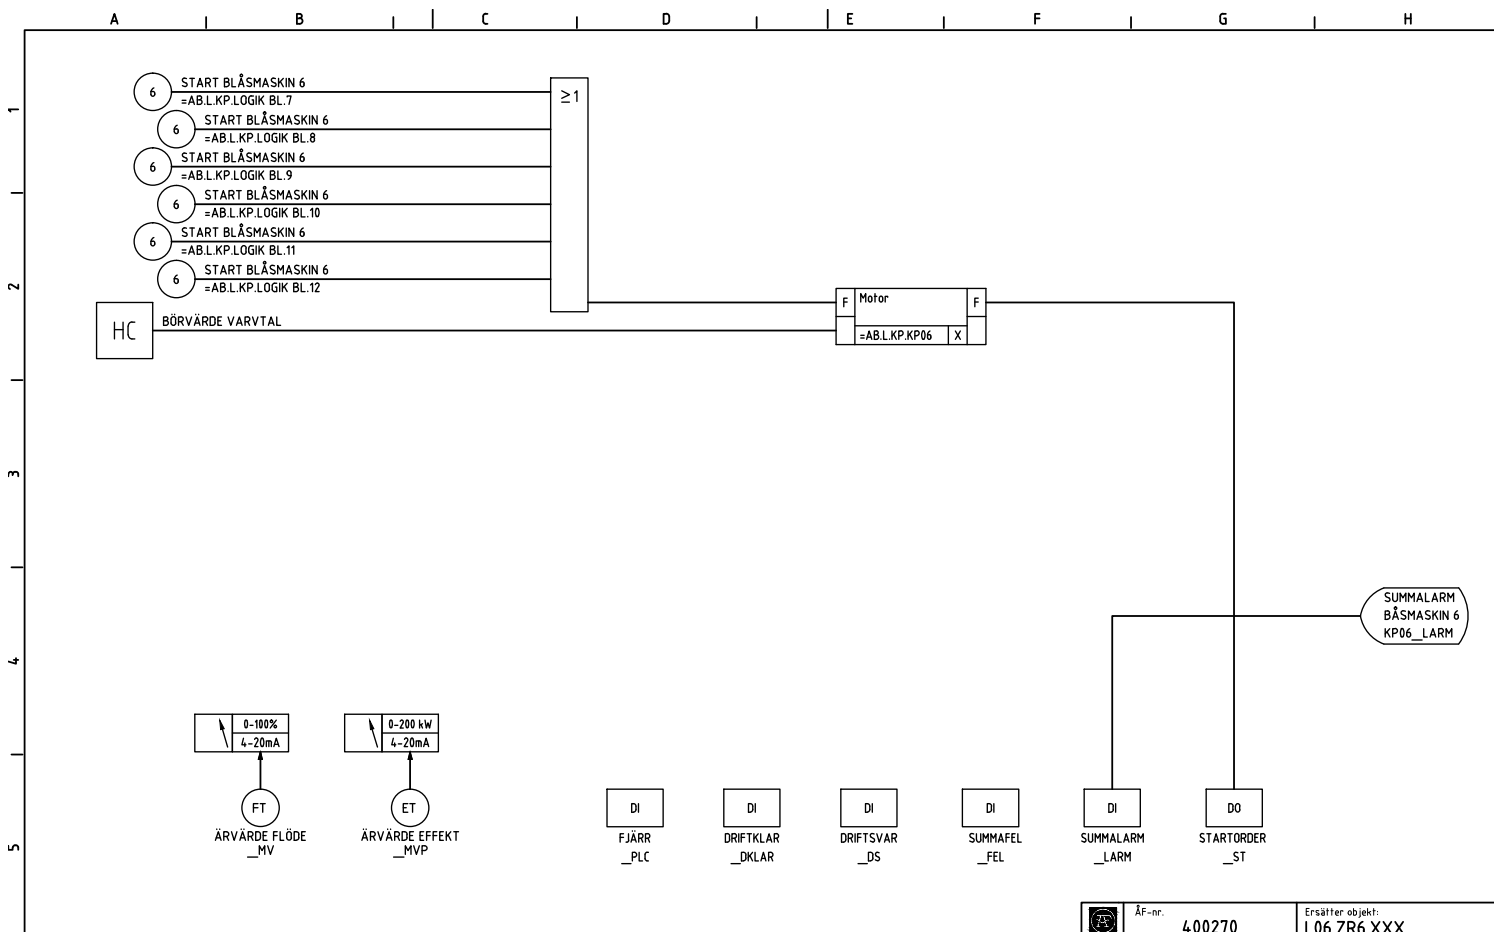 A B C D E F G H
1
2
3
4
5
6
START BLÅSMASKIN 6
=AB.L.KP.LOGIK BL.7
6
START BLÅSMASKIN 6
=AB.L.KP.LOGIK BL.8
6
START BLÅSMASKIN 6
=AB.L.KP.LOGIK BL.9
6
START BLÅSMASKIN 6
=AB.L.KP.LOGIK BL.10
6
START BLÅSMASKIN 6
=AB.L.KP.LOGIK BL.11
6
START BLÅSMASKIN 6
=AB.L.KP.LOGIK BL.12
≥1
HC
BÖRVÄRDE VARVTAL
F Motor F
=AB.L.KP.KP06 X
SUMMALARM
BÅSMASKIN 6
KP06_LARM
0-100%
4-20mA
FT
ÄRVÄRDE FLÖDE
_MV
0-200 kW
4-20mA
ET
ÄRVÄRDE EFFEKT
_MVP
DI
FJÄRR
_PLC
DI
DRIFTKLAR
_DKLAR
DI
DRIFTSVAR
_DS
DI
SUMMAFEL
_FEL
DI
SUMMALARM
_LARM
DO
STARTORDER
_ST
ÅF
ÅF-nr.
400270
Ersätter objekt:
L06 ZR6 XXX